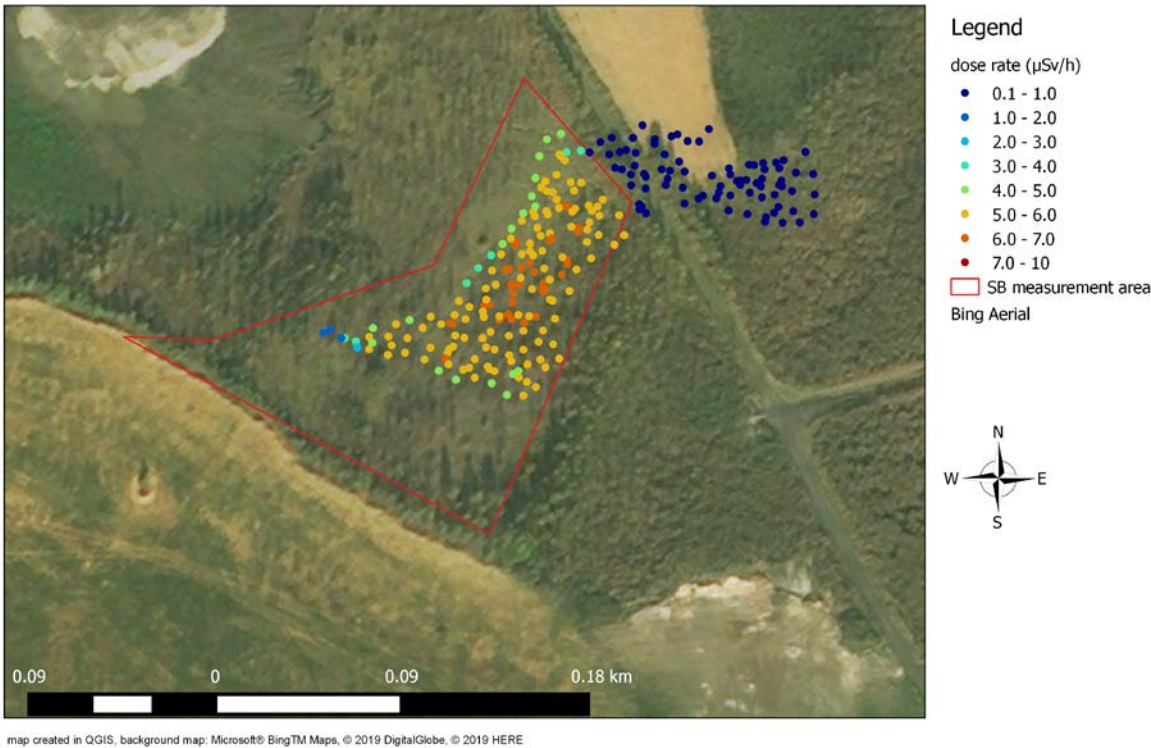 Legend
dose rate (µSv/h)
0.1 - 1.0
1.0 - 2.0
2.0 - 3.0
3.0 - 4.0
4.0 - 5.0
5.0 - 6.0
6.0 - 7.0
7.0 - 10
SB measurement area
Bing Aerial
N
W E
S
0.09 0 0.09 0.18 km
map created in QGIS, background map: Microsoft® BingTM Maps, © 2019 DigitalGlobe, © 2019 HERE